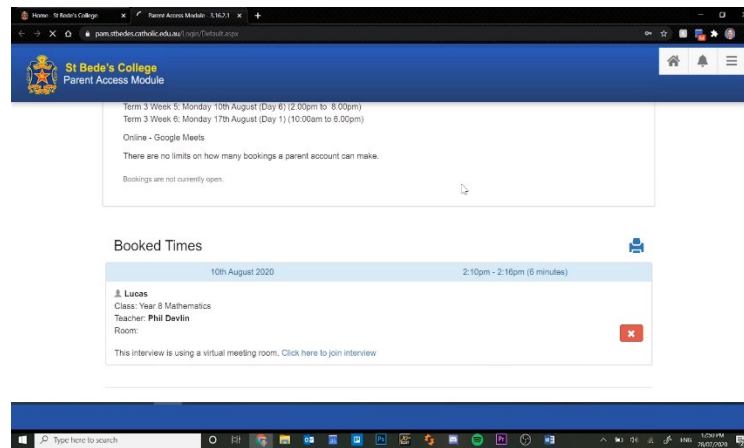 Home - St Bede's College
Parent Access Module - 3.16.2.1
pam.stbedes.catholic.edu.au/Login/Default.aspx
St Bede's College
Parent Access Module
Term 3 Week 5: Monday 10th August (Day 6) (2.00pm to 8.00pm)
Term 3 Week 6: Monday 17th August (Day 1) (10:00am to 6.00pm)
Online - Google Meets
There are no limits on how many bookings a parent account can make.
Bookings are not currently open.
Booked Times
10th August 2020 2:10pm - 2:16pm (6 minutes)
Lucas
Class: Year 8 Mathematics
Teacher: Phil Devlin
Room:
This interview is using a virtual meeting room. Click here to join interview
Type here to search
28/07/2020